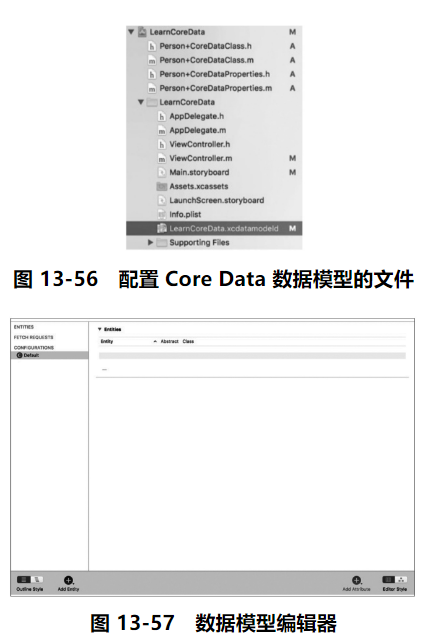 LearnCoreData M
Person+CoreDataClass.h A
Person+CoreDataClass.m A
Person+CoreDataProperties.h A
Person+CoreDataProperties.m A
LearnCoreData
AppDelegate.h
AppDelegate.m
ViewController.h
ViewController.m M
Main.storyboard M
Assets.xcassets
LaunchScreen.storyboard
Info.plist
LearnCoreData.xcdatamodeld M
Supporting Files
图 13-56 配置 Core Data 数据模型的文件
ENTITIES
FETCH REQUESTS
CONFIGURATIONS
Default
Entities
Entity Abstract Class
Outline Style Add Entity Add Attribute Editor Style
图 13-57 数据模型编辑器